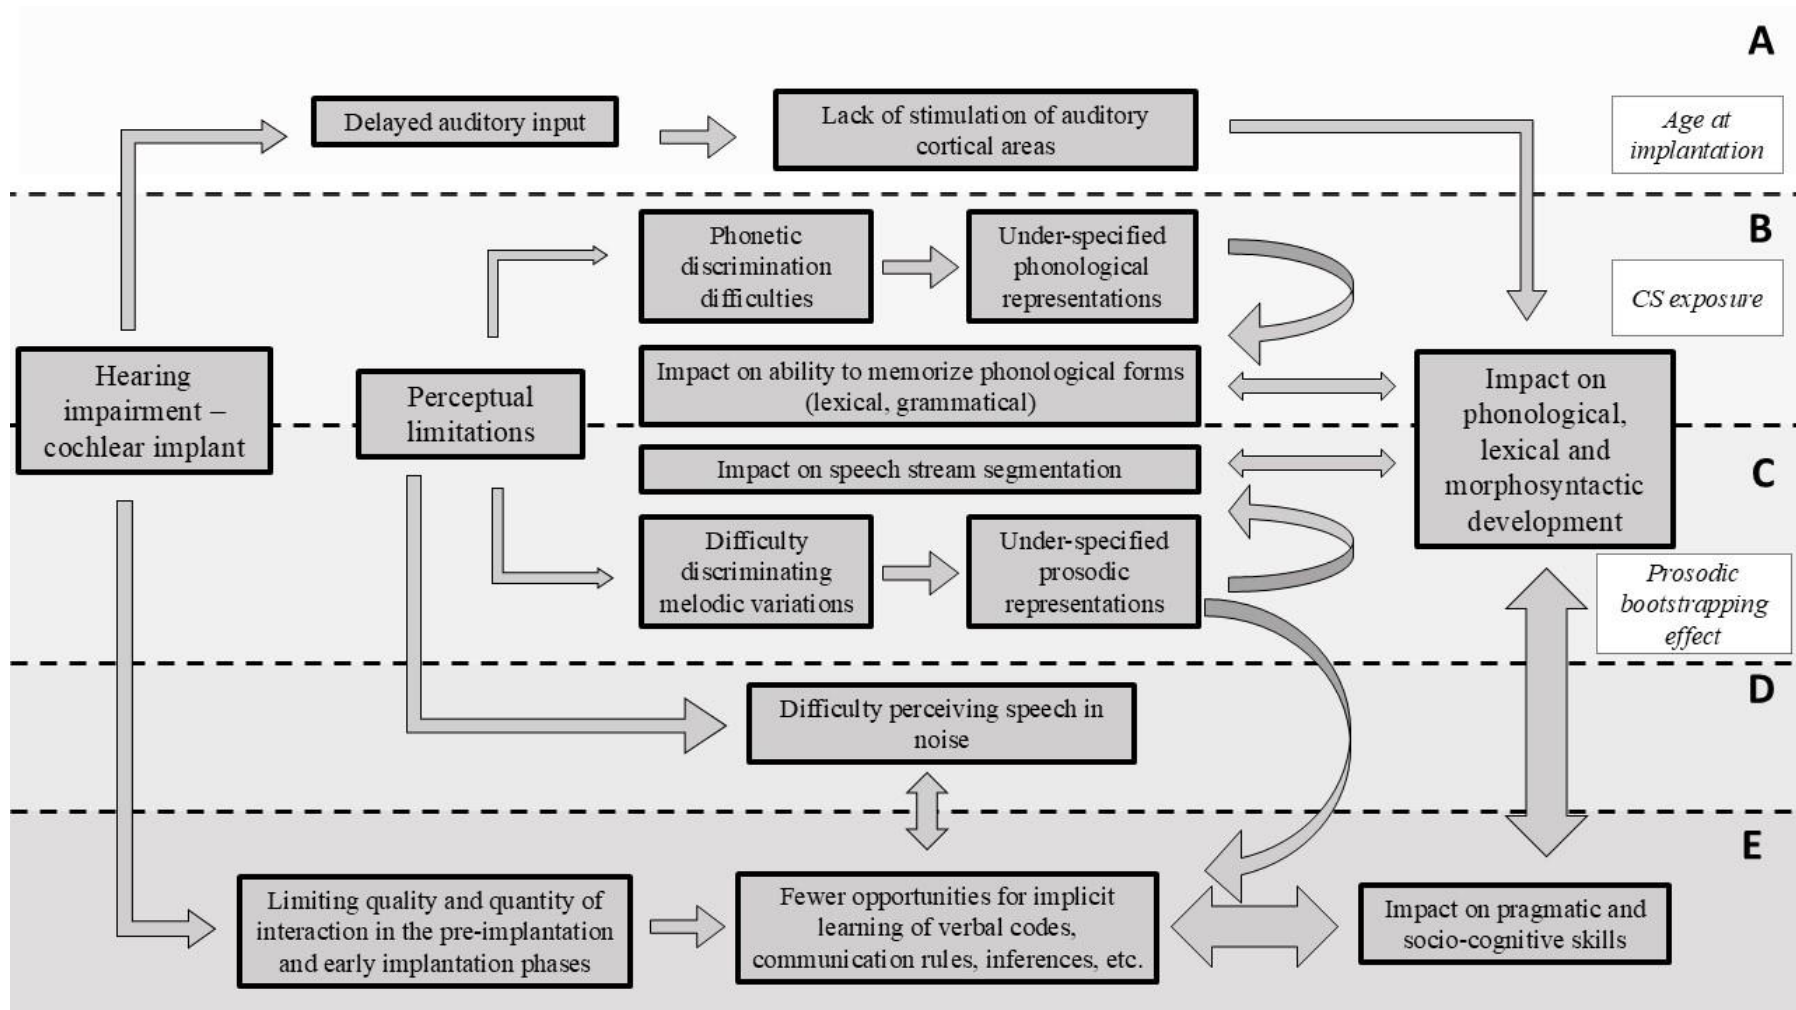 A
Delayed auditory input
Lack of stimulation of auditory
cortical areas
Age at
implantation
B
Phonetic
discrimination
difficulties
Under-specified
phonological
representations
CS exposure
Hearing
impairment –
cochlear implant
Perceptual
limitations
Impact on ability to memorize phonological forms
(lexical, grammatical)
Impact on
phonological,
lexical and
morphosyntactic
development
C
Impact on speech stream segmentation
Difficulty
discriminating
melodic variations
Under-specified
prosodic
representations
Prosodic
bootstrapping
effect
D
Difficulty perceiving speech in
noise
E
Limiting quality and quantity of
interaction in the pre-implantation
and early implantation phases
Fewer opportunities for implicit
learning of verbal codes,
communication rules, inferences, etc.
Impact on pragmatic and
socio-cognitive skills